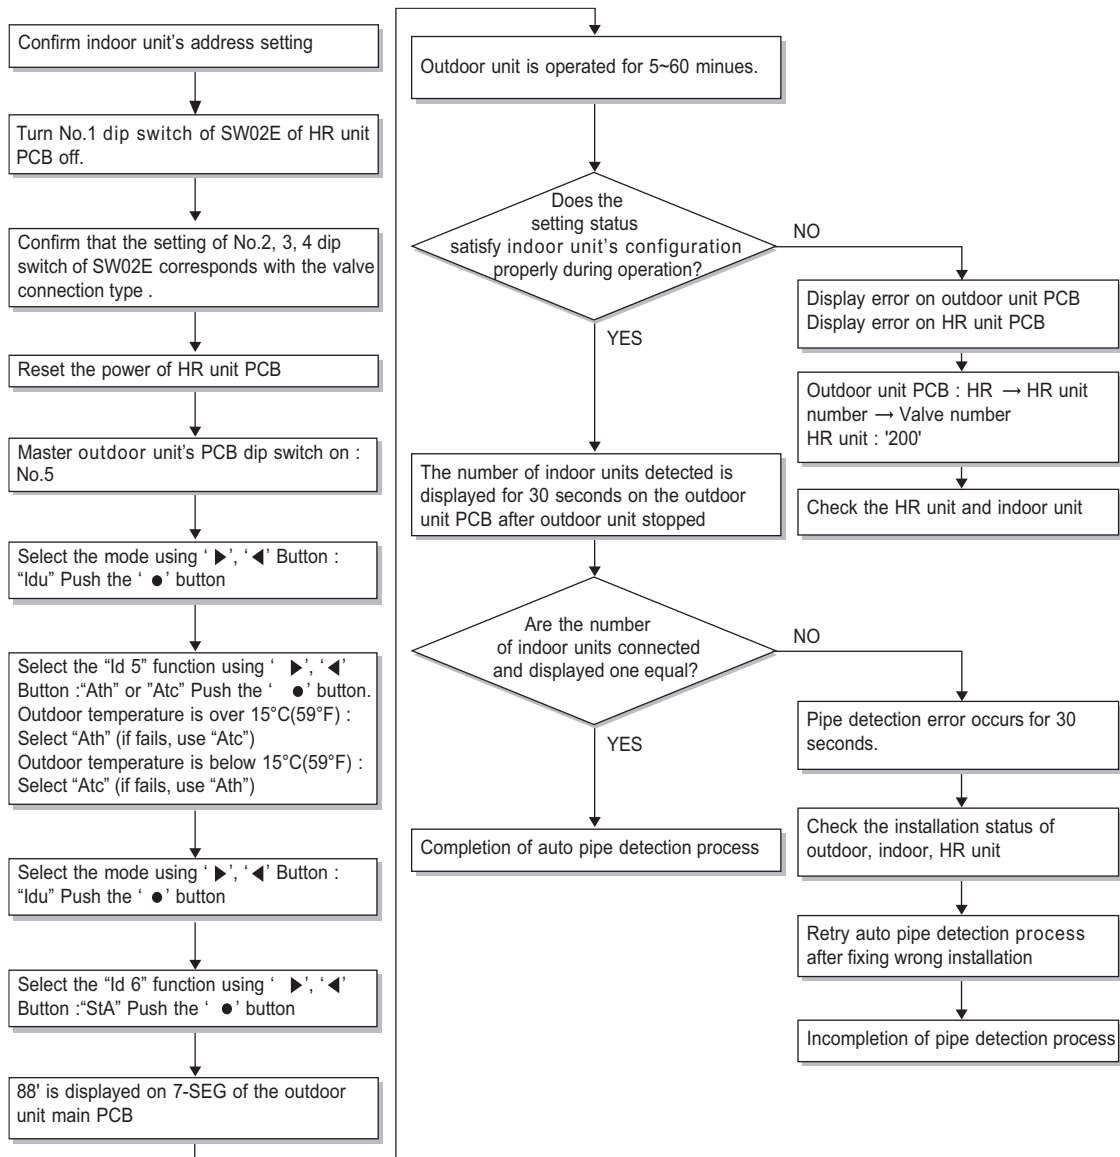 Confirm indoor unit's address setting
Turn No.1 dip switch of SW02E of HR unit
PCB off.
Confirm that the setting of No.2, 3, 4 dip
switch of SW02E corresponds with the valve
connection type .
Reset the power of HR unit PCB
Master outdoor unit's PCB dip switch on :
No.5
Select the mode using ‘ ▶’, ‘◀’ Button :
“Idu” Push the ‘ ●’ button
Select the “Id 5” function using ‘ ▶’, ‘◀’
Button :“Ath” or ”Atc” Push the ‘ ●’ button.
Outdoor temperature is over 15°C(59°F) :
Select “Ath” (if fails, use “Atc”)
Outdoor temperature is below 15°C(59°F) :
Select “Atc” (if fails, use “Ath”)
Select the mode using ‘ ▶’, ‘◀’ Button :
“Idu” Push the ‘ ●’ button
Select the “Id 6” function using ‘ ▶’, ‘◀’
Button :“StA” Push the ‘ ●’ button
88' is displayed on 7-SEG of the outdoor
unit main PCB
Outdoor unit is operated for 5~60 minues.
Does the
setting status
satisfy indoor unit's configuration
properly during operation?
NO
YES
Display error on outdoor unit PCB
Display error on HR unit PCB
Outdoor unit PCB : HR → HR unit
number → Valve number
HR unit : '200'
Check the HR unit and indoor unit
The number of indoor units detected is
displayed for 30 seconds on the outdoor
unit PCB after outdoor unit stopped
Are the number
of indoor units connected
and displayed one equal?
NO
YES
Completion of auto pipe detection process
Pipe detection error occurs for 30
seconds.
Check the installation status of
outdoor, indoor, HR unit
Retry auto pipe detection process
after fixing wrong installation
Incompletion of pipe detection process